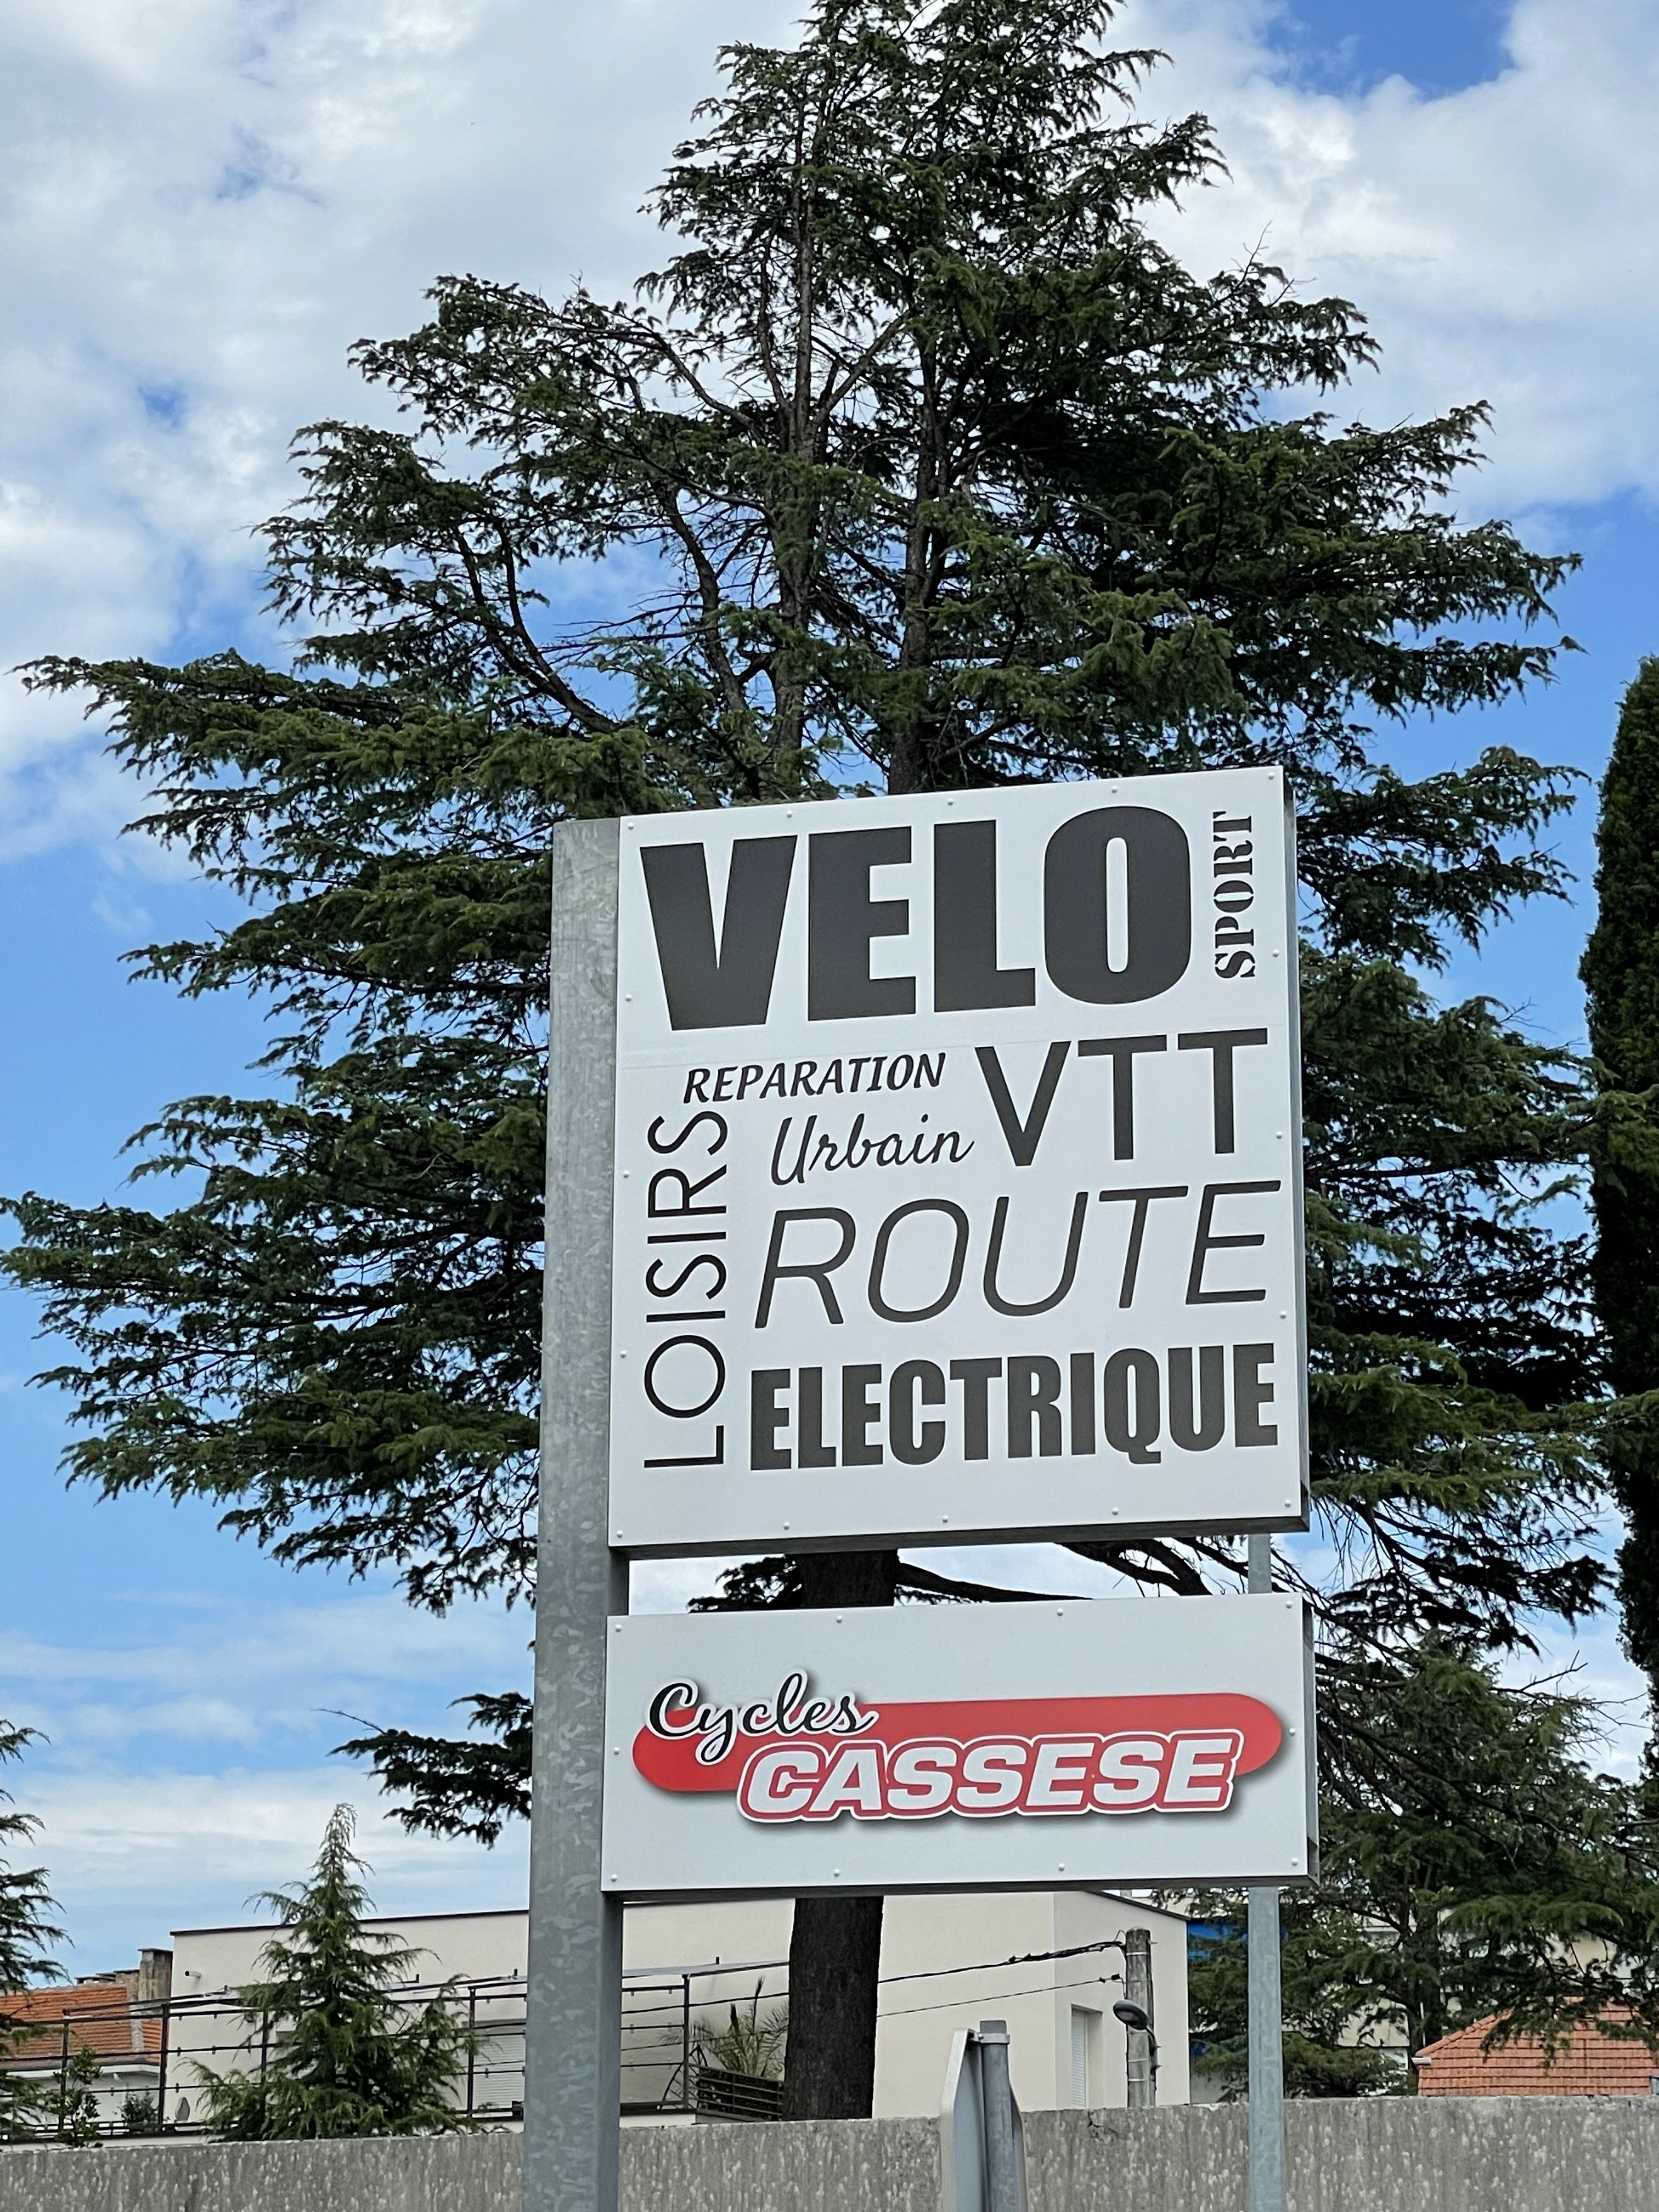 VELO
SPORT
REPARATION
VTT
Urbain
LOISIRS
ROUTE
ELECTRIQUE
Cycles
CASSESE